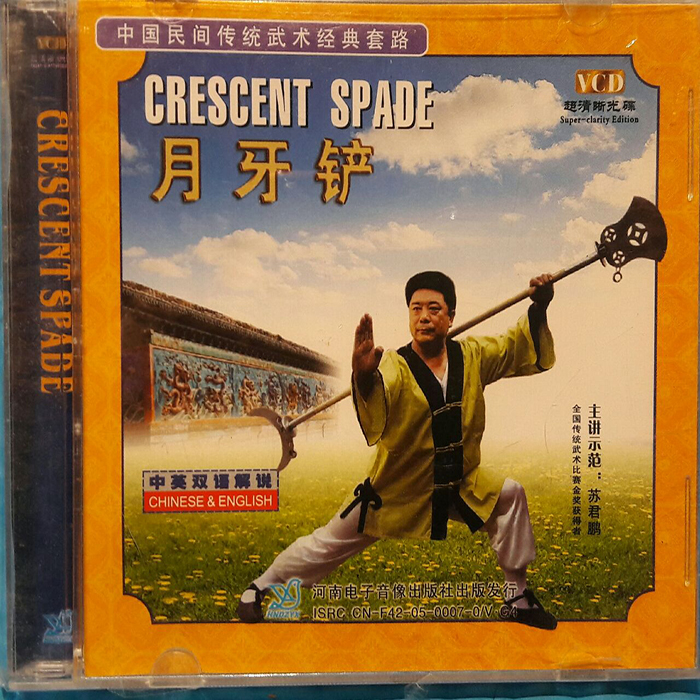 中国民间传统武术经典套路
CRESCENT SPADE
月牙铲
VCD
超清晰光碟
Super-clarity Edition
主讲示范：苏君鹏
全国传统武术比赛金奖获得者
中英双语解说
CHINESE & ENGLISH
河南电子音像出版社出版发行
ISRC CN-F42-05-0007-0/V·G4
VCD
CRESCENT SPADE